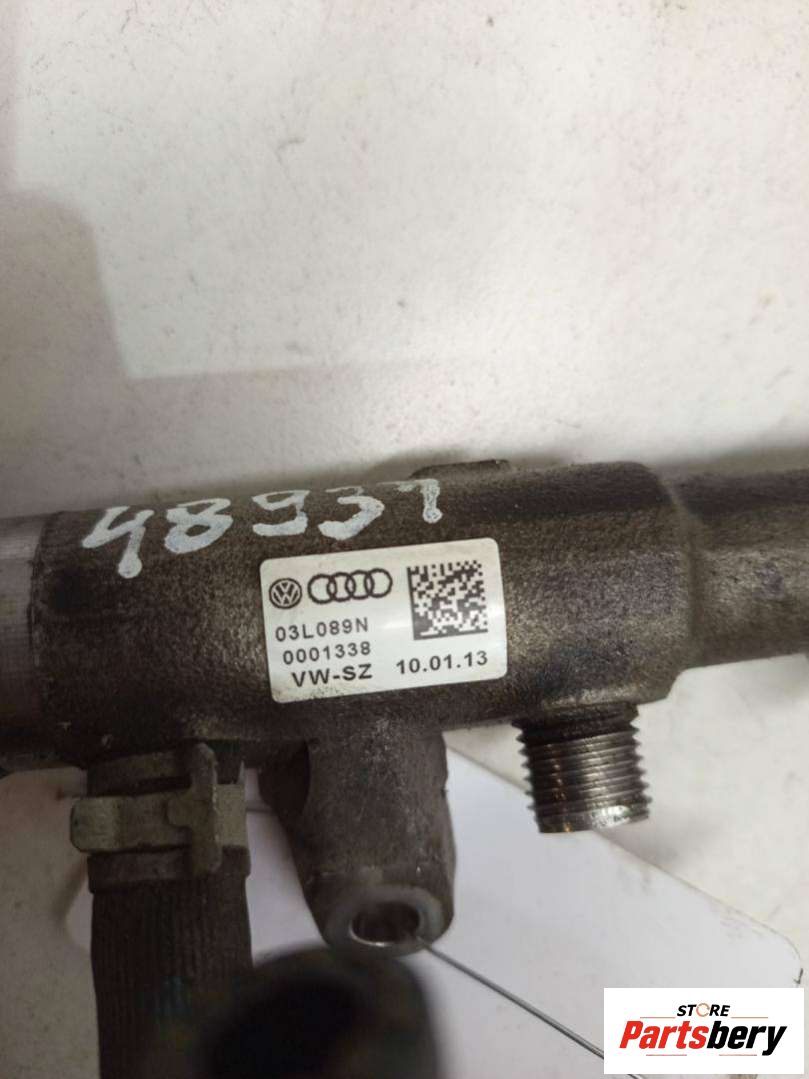 48937
03L089N
0001338
VW-SZ 10.01.13
STORE
Partsbery